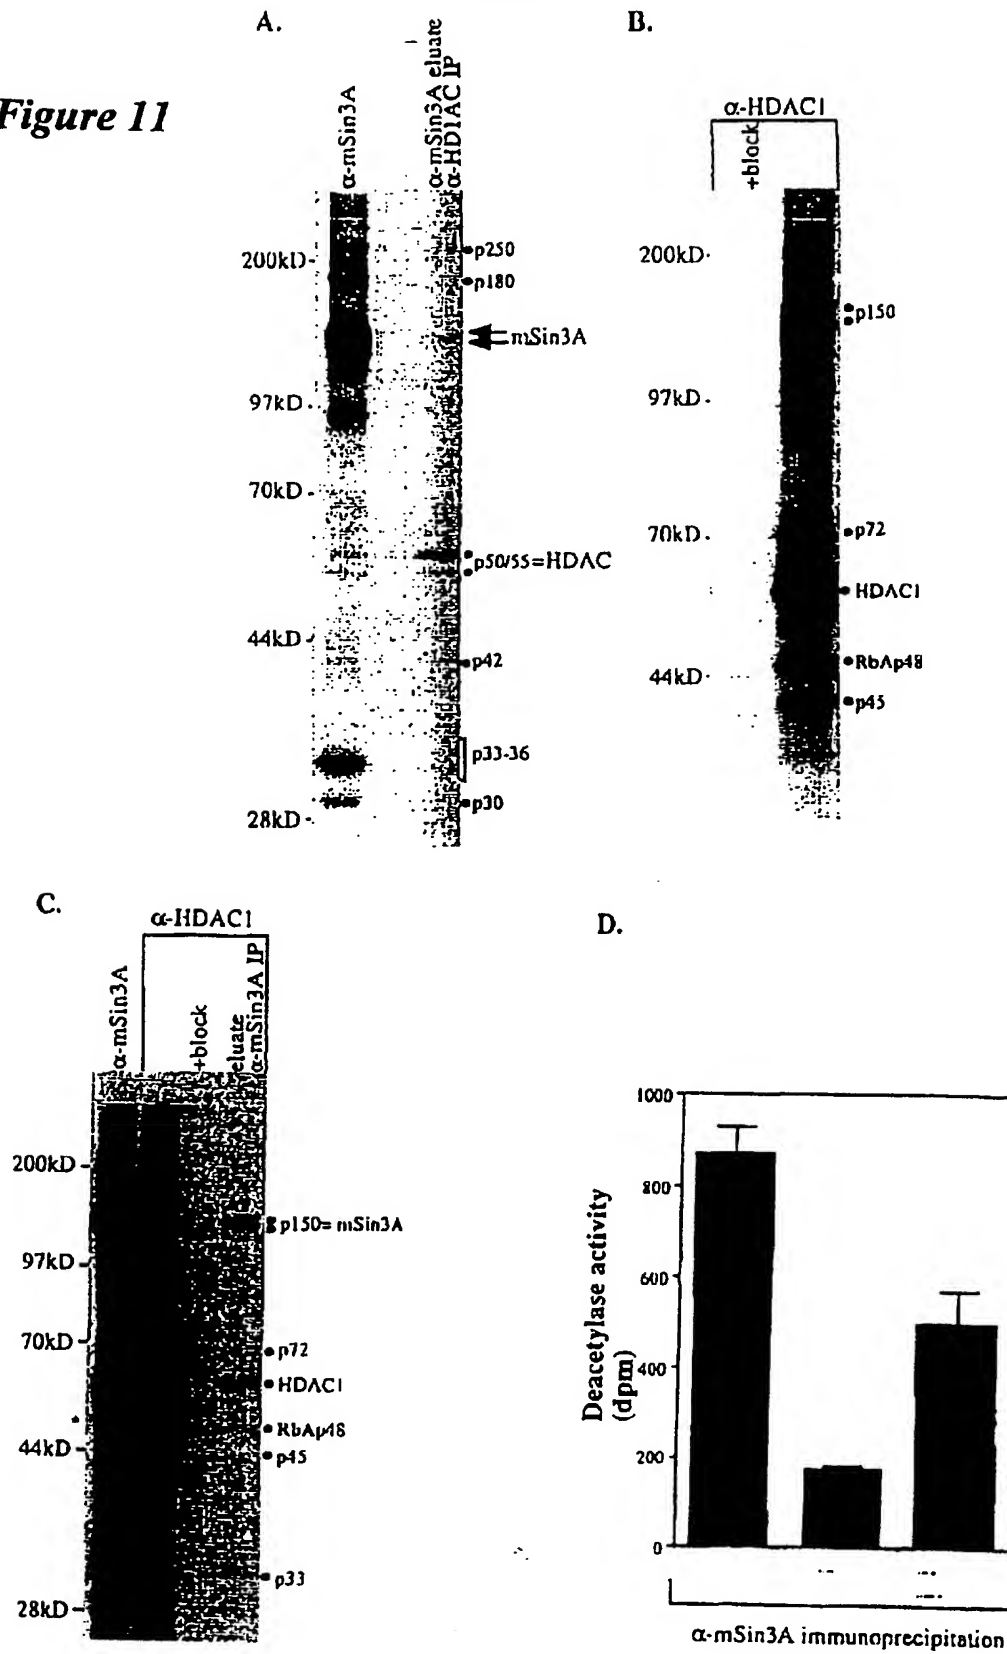 Figure 11
A.
α-mSin3A
α-mSin3A eluate
α-HD1AC IP
200kD
97kD
70kD
44kD
28kD
p250
p180
mSin3A
p50/55=HDAC
p42
p33-36
p30
B.
α-HDAC1
+block
200kD
97kD
70kD
44kD
p150
p72
HDAC1
RbAp48
p45
C.
α-HDAC1
α-mSin3A
+block
eluate
α-mSin3A IP
200kD
97kD
70kD
44kD
28kD
p150= mSin3A
p72
HDAC1
RbAp48
p45
p33
D.
Deacetylase activity
(dpm)
1000
800
600
400
200
0
α-mSin3A immunoprecipitation